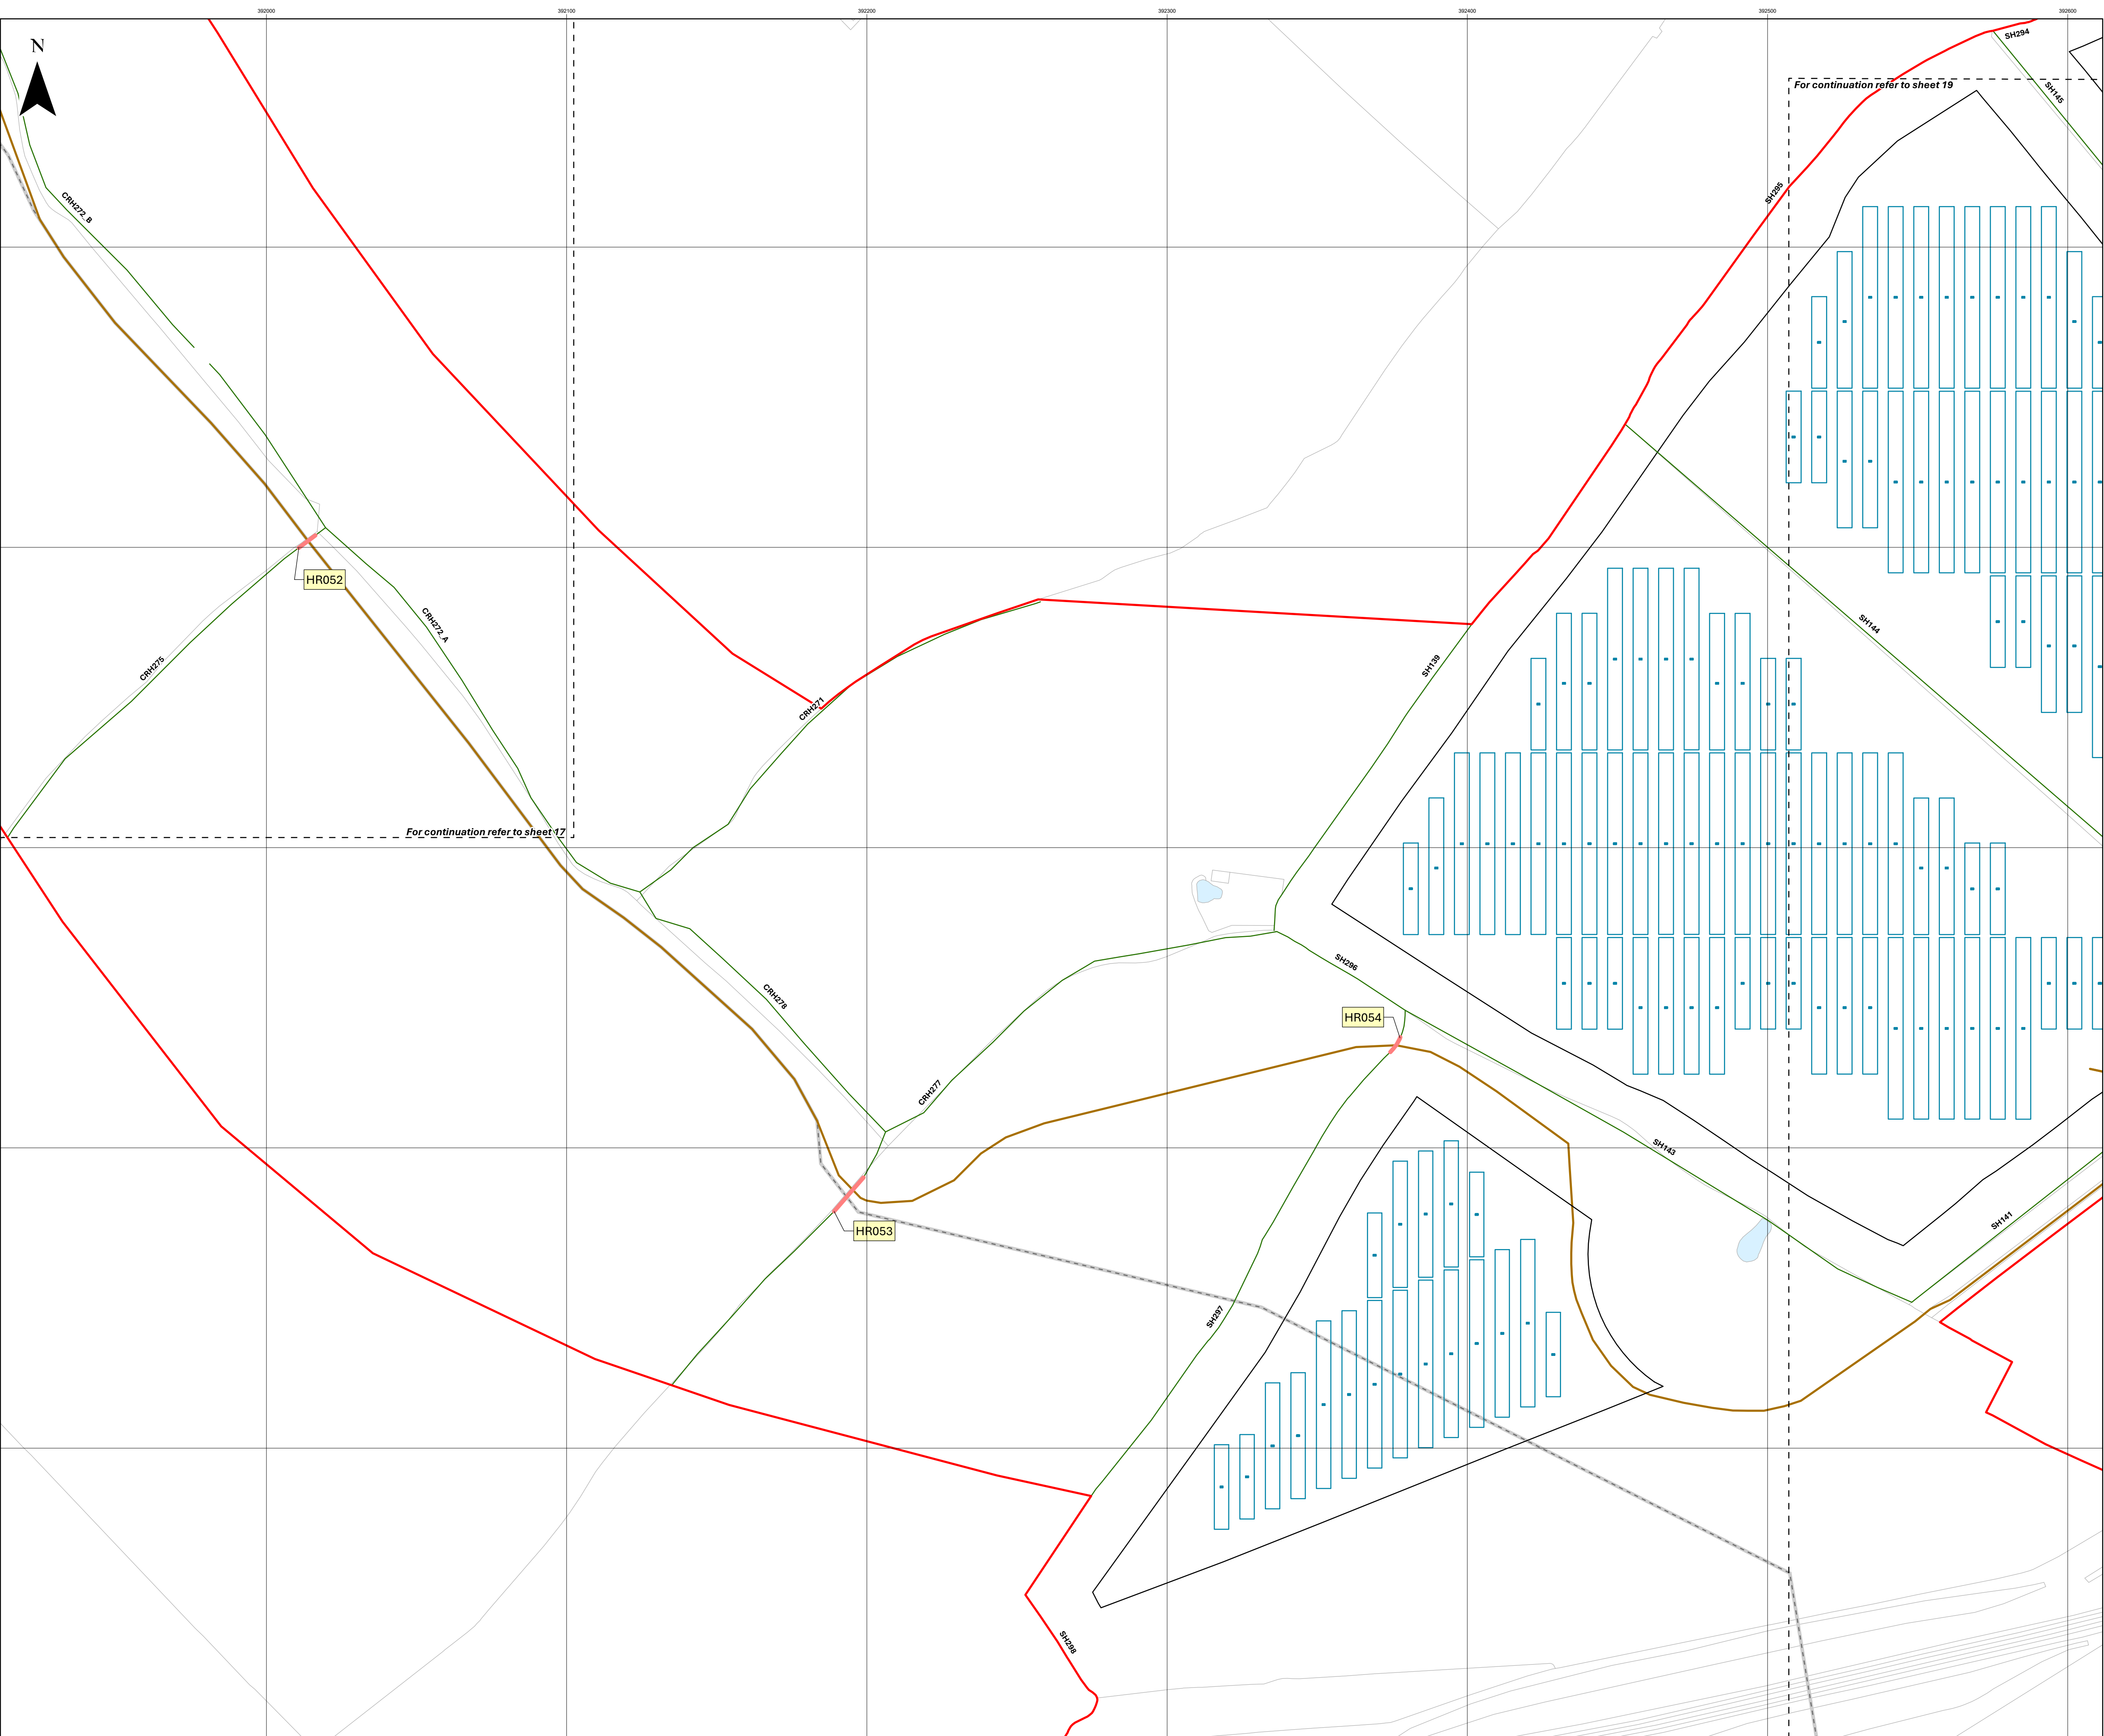 392000
392100
392200
392300
392400
392500
392600
N
SH294
For continuation refer to sheet 19
SH145
SH295
CRH272_B
HR052
CRH272_A
SH144
CRH275
SH139
CRH271
For continuation refer to sheet 17
SH296
CRH278
HR054
CRH277
SH143
SH141
HR053
SH297
SH298